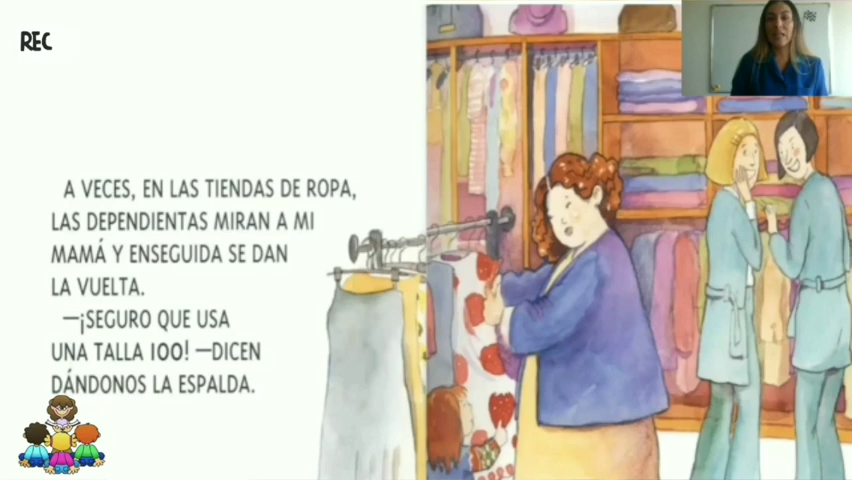 REC
A VECES, EN LAS TIENDAS DE ROPA,
LAS DEPENDIENTAS MIRAN A MI
MAMÁ Y ENSEGUIDA SE DAN
LA VUELTA.
—¡SEGURO QUE USA
UNA TALLA 100! —DICEN
DÁNDONOS LA ESPALDA.